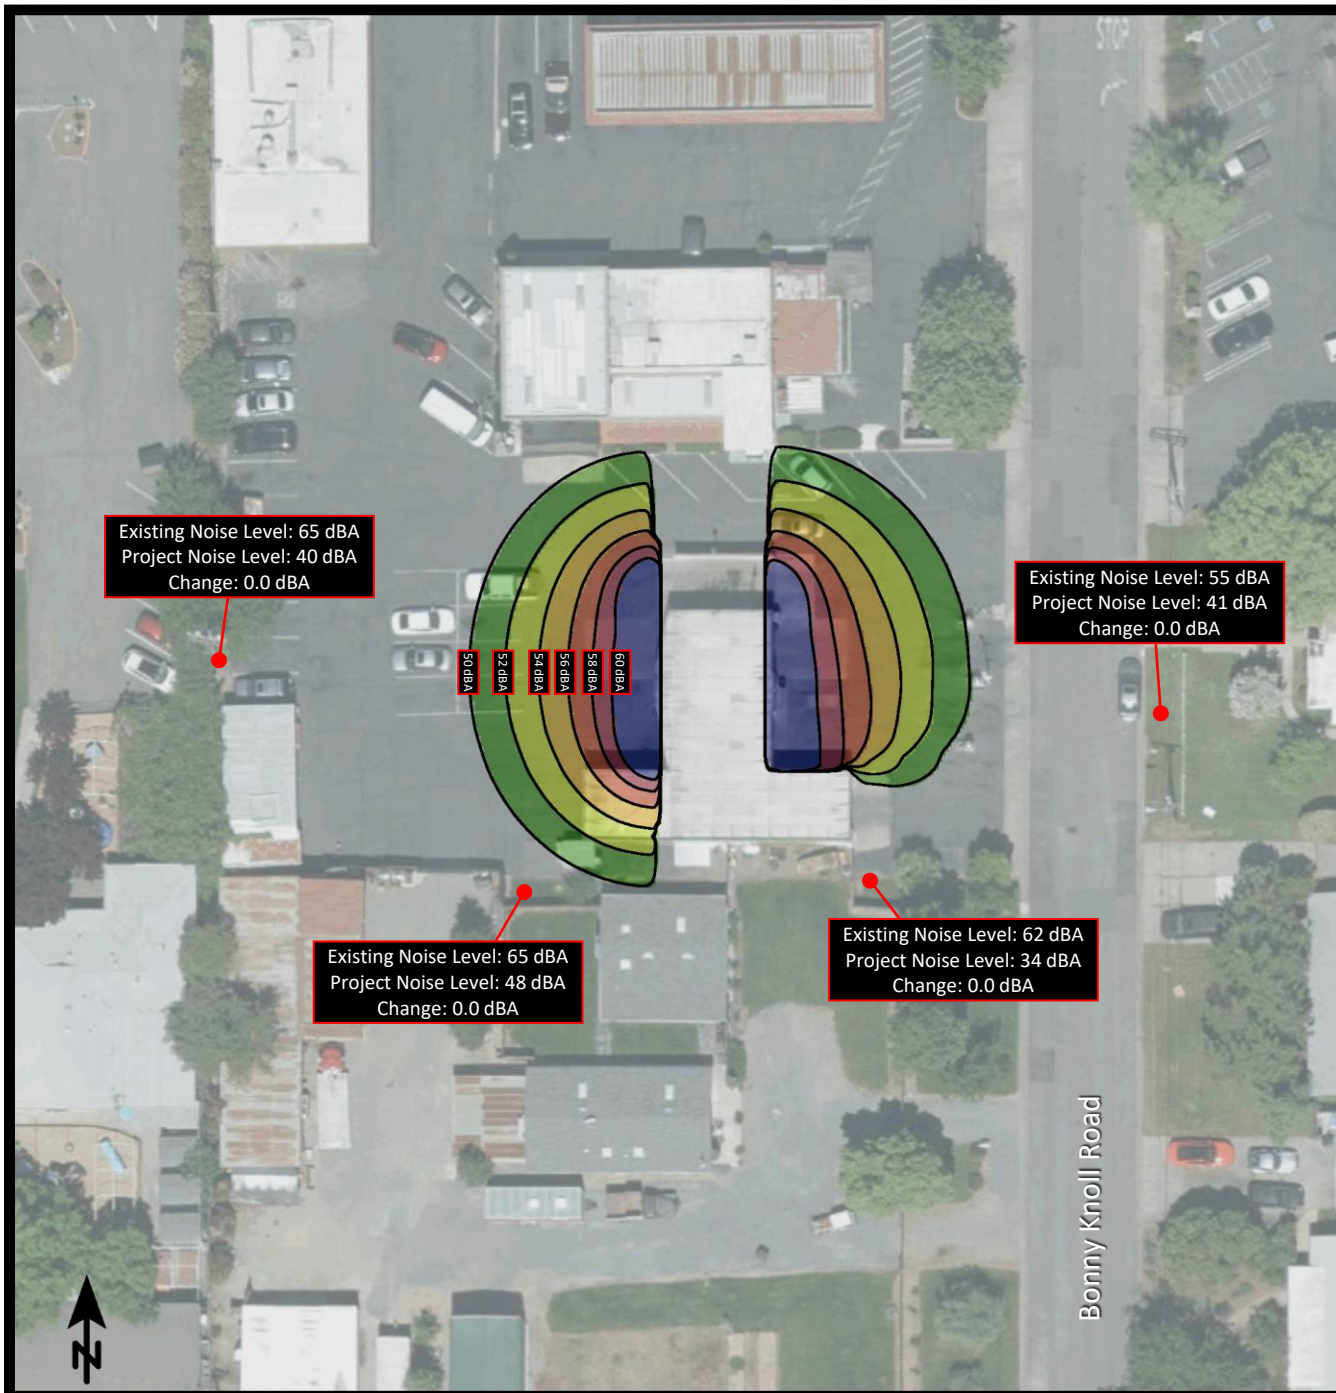 STOP
Existing Noise Level: 65 dBA
Project Noise Level: 40 dBA
Change: 0.0 dBA
Existing Noise Level: 55 dBA
Project Noise Level: 41 dBA
Change: 0.0 dBA
50 dBA
52 dBA
54 dBA
56 dBA
58 dBA
60 dBA
Existing Noise Level: 65 dBA
Project Noise Level: 48 dBA
Change: 0.0 dBA
Existing Noise Level: 62 dBA
Project Noise Level: 34 dBA
Change: 0.0 dBA
Bonny Knoll Road
N